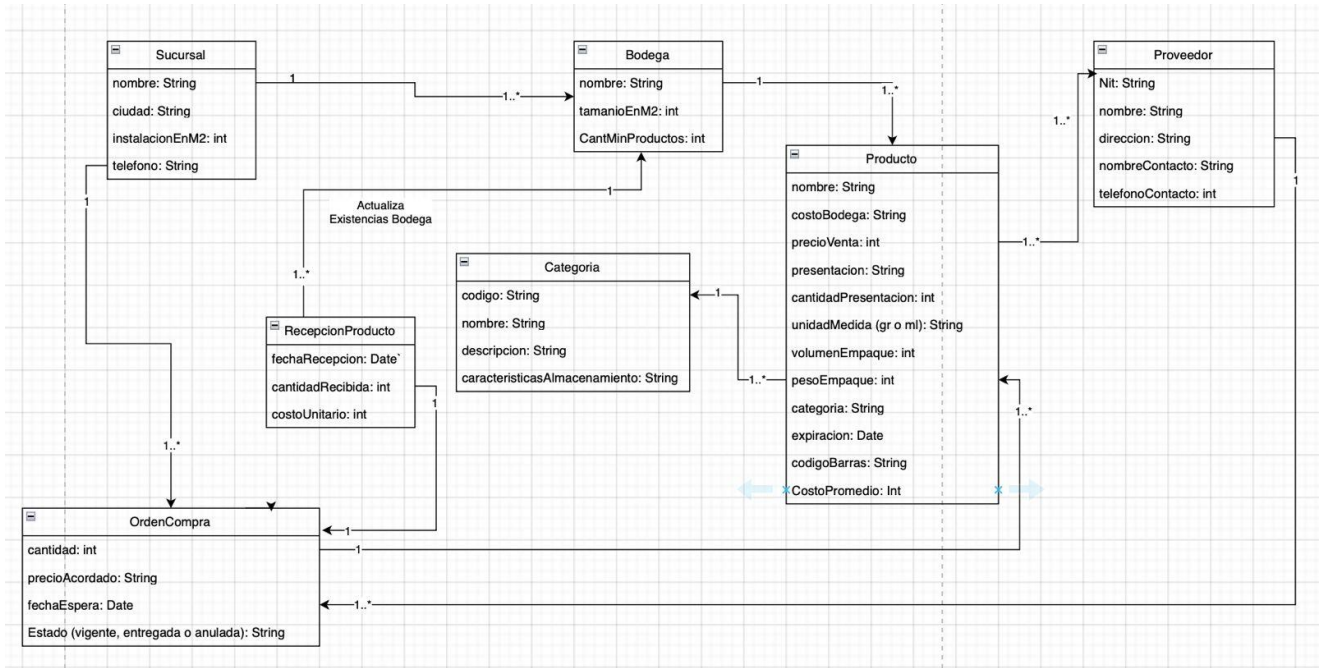 Sucursal
nombre: String
ciudad: String
instalacionEnM2: int
telefono: String
1
1..*
1
Bodega
nombre: String
tamanioEnM2: int
CantMinProductos: int
1
1..*
1
Actualiza
Existencias Bodega
1..*
Proveedor
Nit: String
nombre: String
direccion: String
nombreContacto: String
telefonoContacto: int
1..*
1..*
1
Producto
nombre: String
costoBodega: String
precioVenta: int
presentacion: String
cantidadPresentacion: int
unidadMedida (gr o ml): String
volumenEmpaque: int
pesoEmpaque: int
categoria: String
expiracion: Date
codigoBarras: String
CostoPromedio: Int
1..*
Categoria
codigo: String
nombre: String
descripcion: String
caracteristicasAlmacenamiento: String
1
1..*
RecepcionProducto
fechaRecepcion: Date`
cantidadRecibida: int
costoUnitario: int
1
1
1..*
OrdenCompra
cantidad: int
precioAcordado: String
fechaEspera: Date
Estado (vigente, entregada o anulada): String
1
1..*